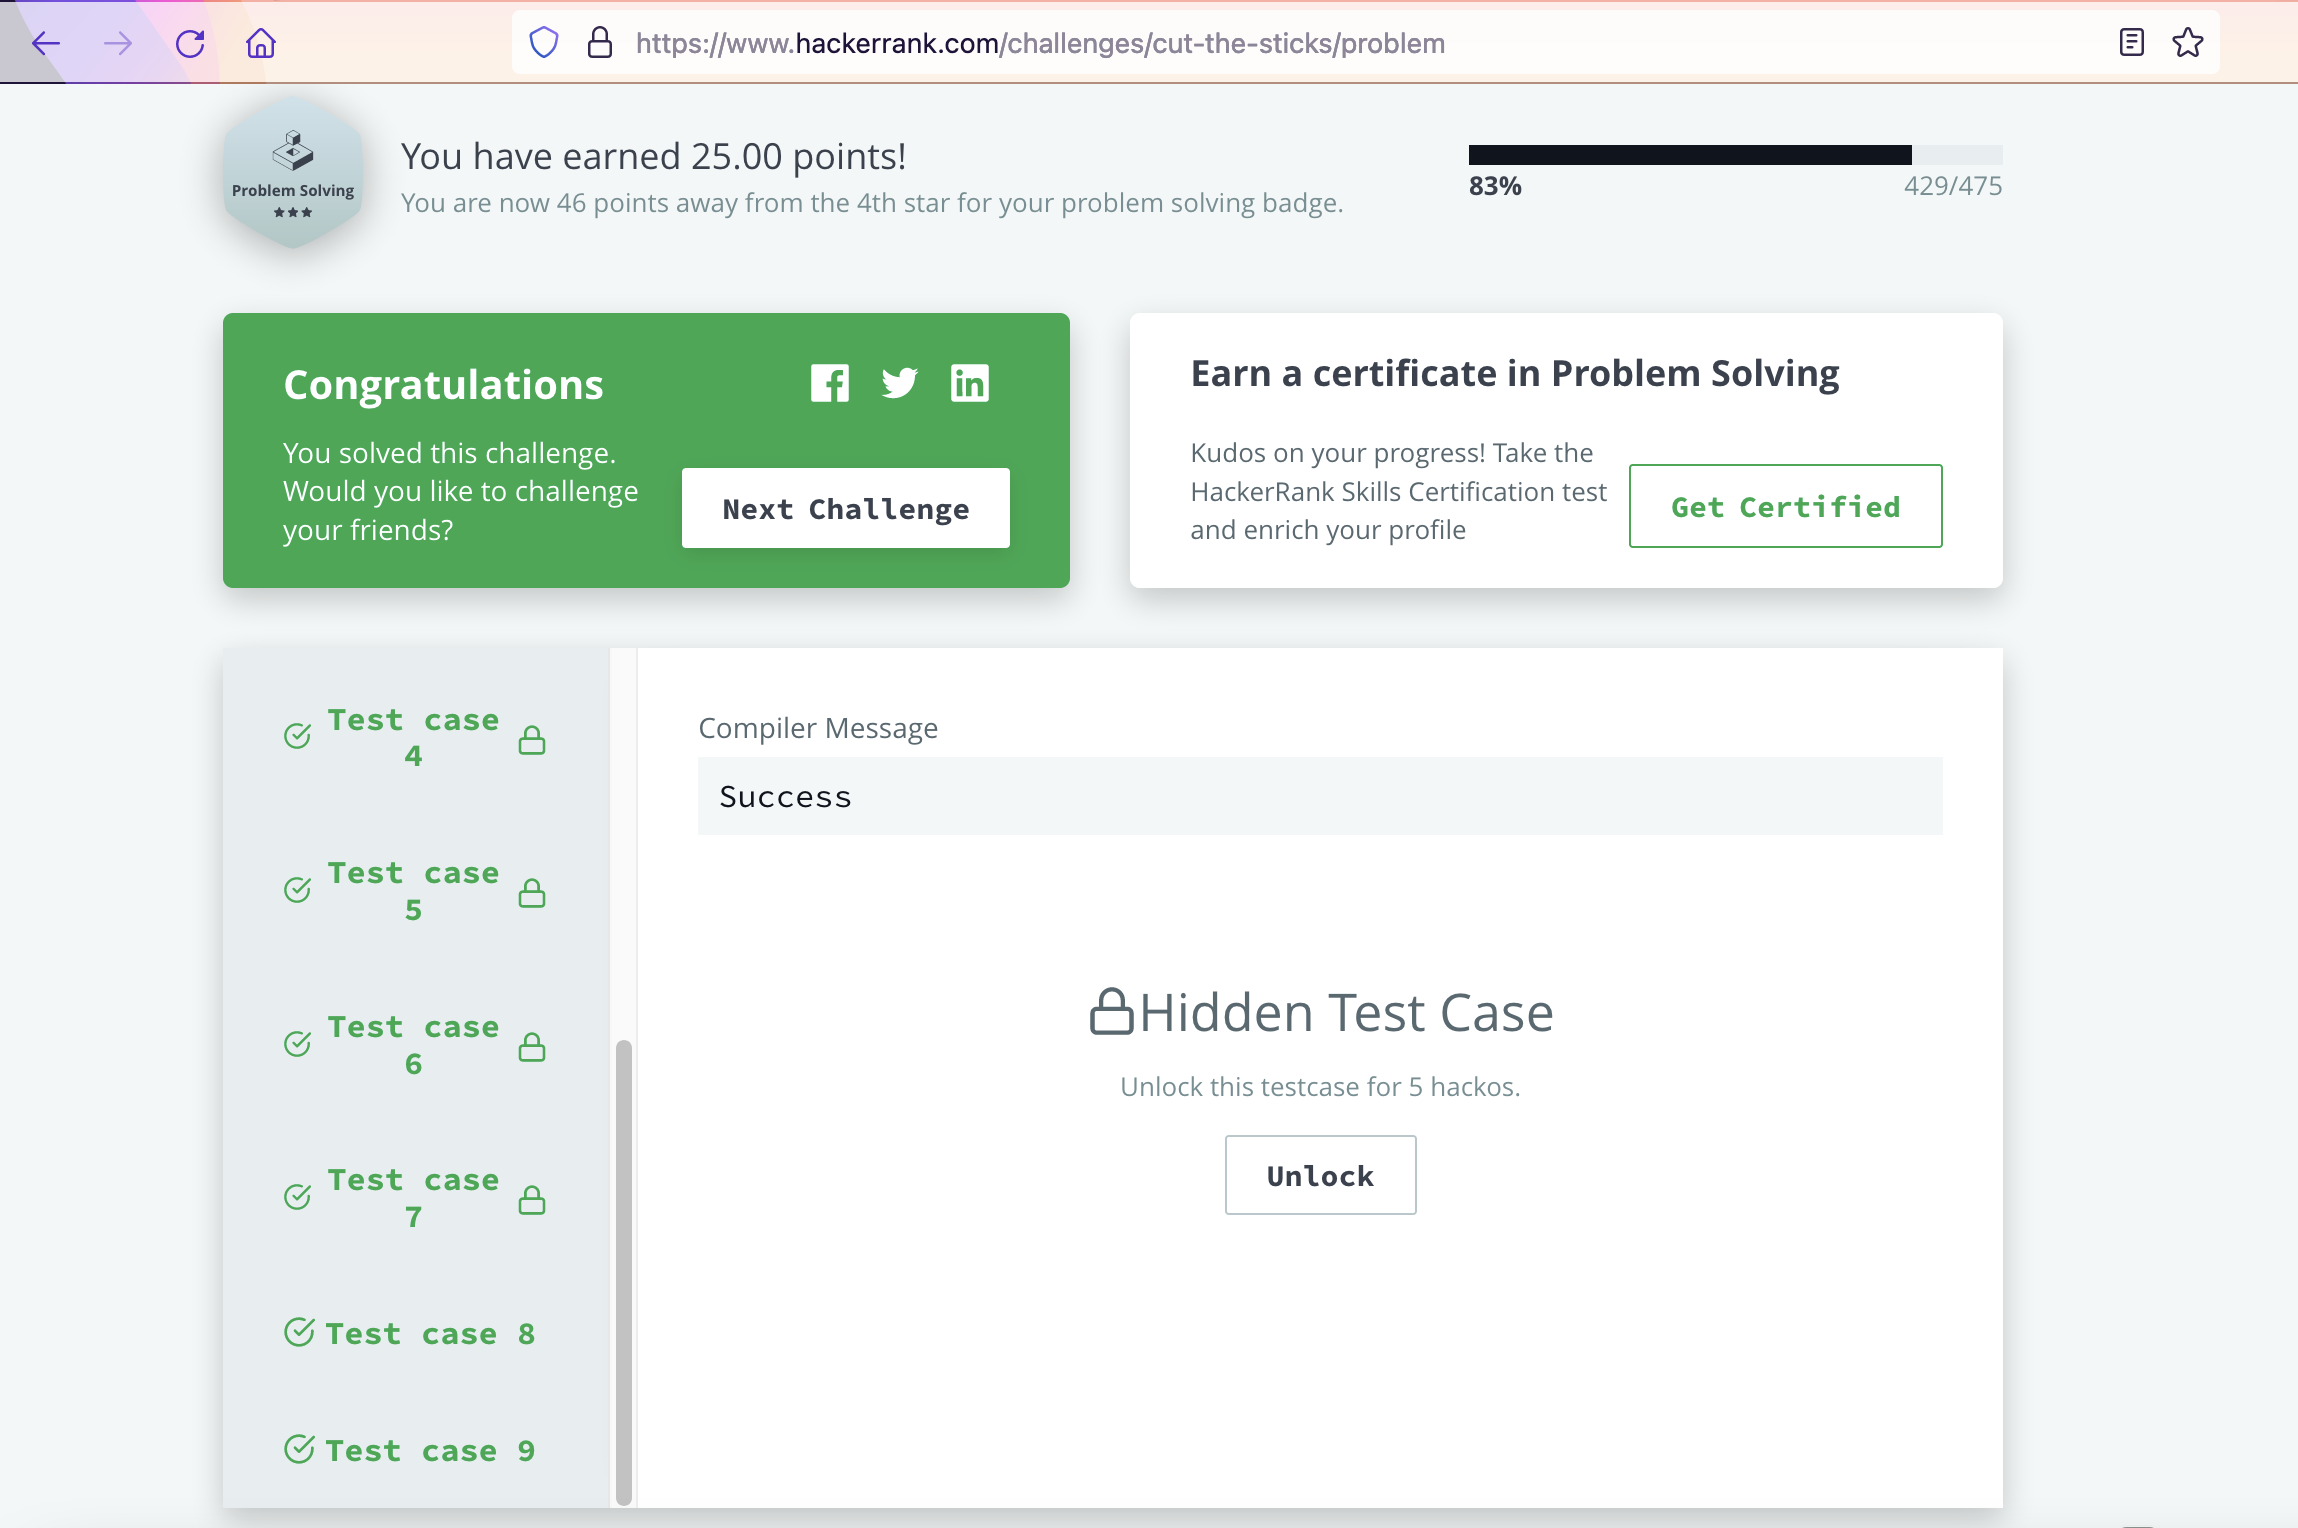 https://www.hackerrank.com/challenges/cut-the-sticks/problem
Problem Solving
You have earned 25.00 points!
You are now 46 points away from the 4th star for your problem solving badge.
83%
429/475
Congratulations
You solved this challenge.
Would you like to challenge
your friends?
Next Challenge
Earn a certificate in Problem Solving
Kudos on your progress! Take the
HackerRank Skills Certification test
and enrich your profile
Get Certified
Test case
4
Test case
5
Test case
6
Test case
7
Test case 8
Test case 9
Compiler Message
Success
Hidden Test Case
Unlock this testcase for 5 hackos.
Unlock